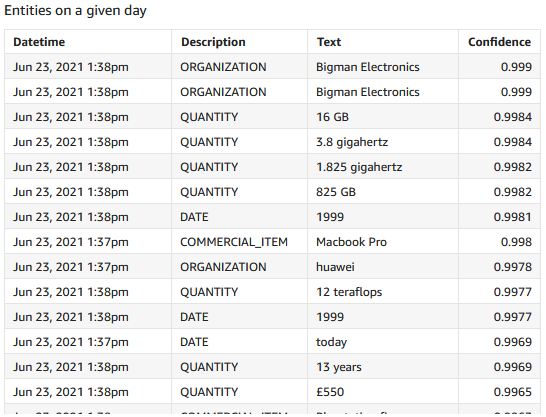 Entities on a given day
Datetime Description Text Confidence
Jun 23, 2021 1:38pm ORGANIZATION Bigman Electronics 0.999
Jun 23, 2021 1:38pm ORGANIZATION Bigman Electronics 0.999
Jun 23, 2021 1:38pm QUANTITY 16 GB 0.9984
Jun 23, 2021 1:38pm QUANTITY 3.8 gigahertz 0.9984
Jun 23, 2021 1:38pm QUANTITY 1.825 gigahertz 0.9982
Jun 23, 2021 1:38pm QUANTITY 825 GB 0.9982
Jun 23, 2021 1:38pm DATE 1999 0.9981
Jun 23, 2021 1:37pm COMMERCIAL_ITEM Macbook Pro 0.998
Jun 23, 2021 1:37pm ORGANIZATION huawei 0.9978
Jun 23, 2021 1:38pm QUANTITY 12 teraflops 0.9977
Jun 23, 2021 1:38pm DATE 1999 0.9977
Jun 23, 2021 1:37pm DATE today 0.9969
Jun 23, 2021 1:38pm QUANTITY 13 years 0.9969
Jun 23, 2021 1:38pm QUANTITY £550 0.9965